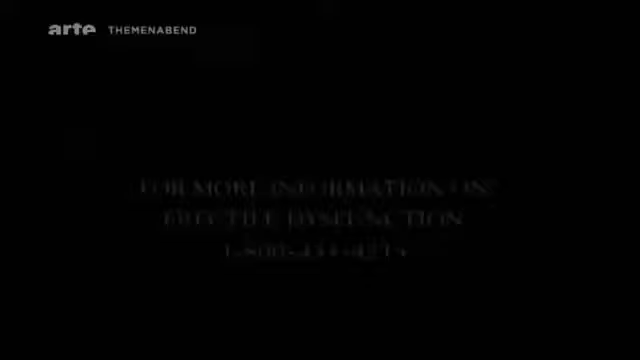 arte THEMENABEND
FOR MORE INFORMATION ON
ERECTILE DYSFUNCTION